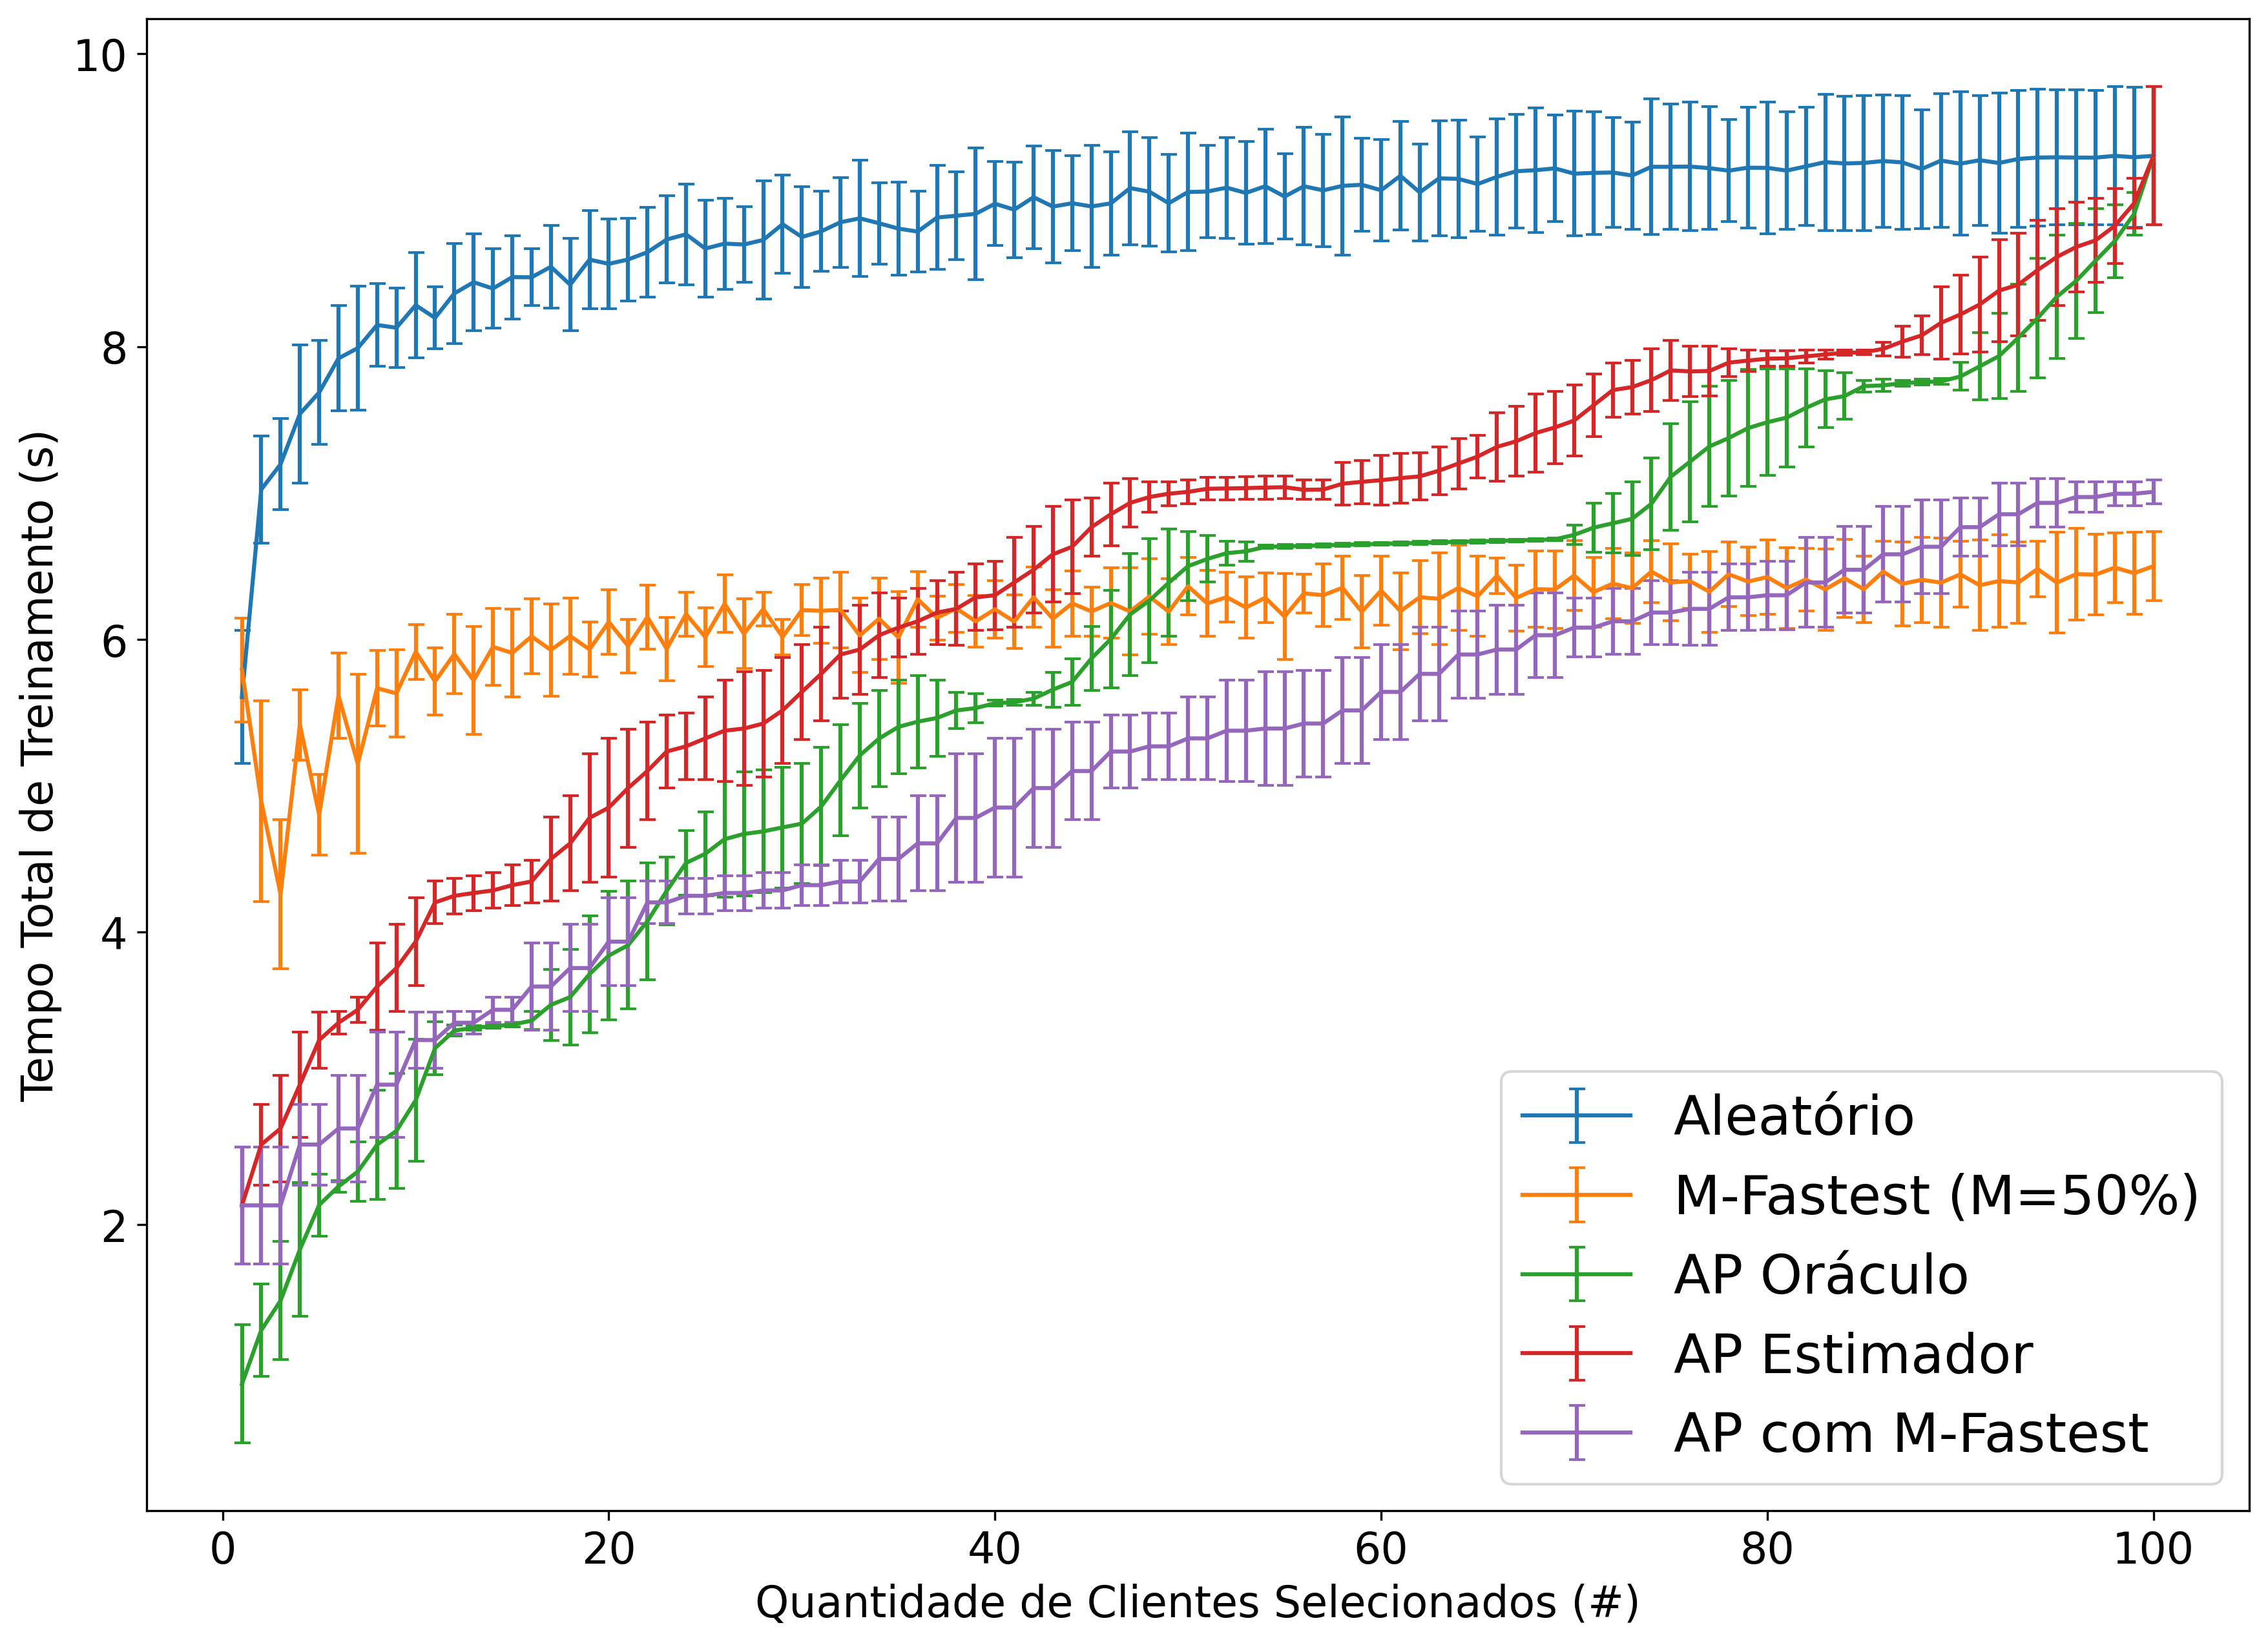 Tempo Total de Treinamento (s)
10
8
6
4
2
0
20
40
60
80
100
Quantidade de Clientes Selecionados (#)
Aleatório
M-Fastest (M=50%)
AP Oráculo
AP Estimador
AP com M-Fastest